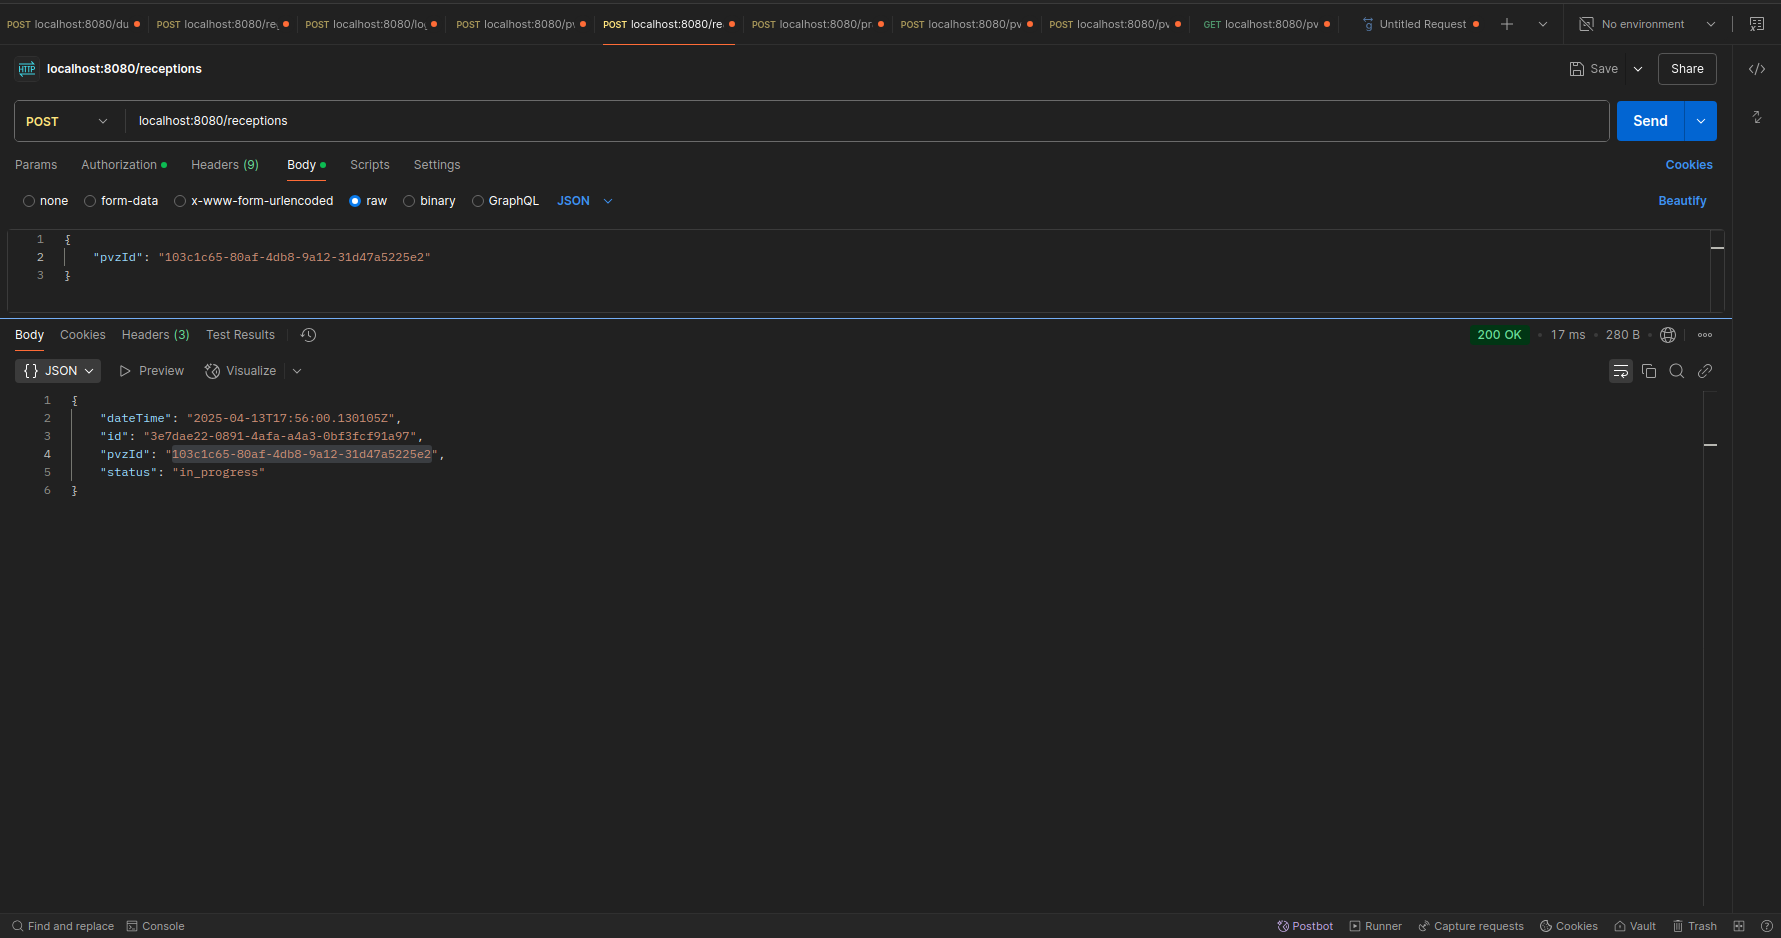 POST localhost:8080/du POST localhost:8080/re POST localhost:8080/lo POST localhost:8080/pv POST localhost:8080/re POST localhost:8080/pr POST localhost:8080/pv POST localhost:8080/pv GET localhost:8080/pv Untitled Request No environment
HTTP localhost:8080/receptions Save Share
POST localhost:8080/receptions Send
Params Authorization Headers (9) Body Scripts Settings Cookies
none form-data x-www-form-urlencoded raw binary GraphQL JSON Beautify
1 {
2 "pvzId": "103c1c65-80af-4db8-9a12-31d47a5225e2"
3 }
Body Cookies Headers (3) Test Results 200 OK • 17 ms • 280 B •
{} JSON Preview Visualize
1 {
2 "dateTime": "2025-04-13T17:56:00.130105Z",
3 "id": "3e7dae22-0891-4afa-a4a3-0bf3fcf91a97",
4 "pvzId": "103c1c65-80af-4db8-9a12-31d47a5225e2",
5 "status": "in_progress"
6 }
Find and replace Console Postbot Runner Capture requests Cookies Vault Trash